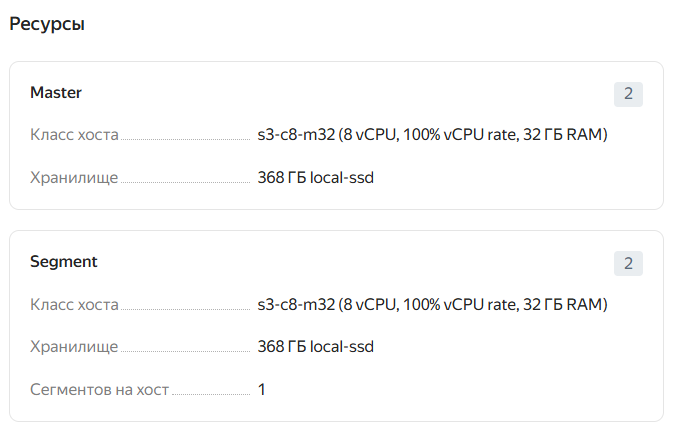 Ресурсы
Master 2
Класс хоста s3-c8-m32 (8 vCPU, 100% vCPU rate, 32 ГБ RAM)
Хранилище 368 ГБ local-ssd
Segment 2
Класс хоста s3-c8-m32 (8 vCPU, 100% vCPU rate, 32 ГБ RAM)
Хранилище 368 ГБ local-ssd
Сегментов на хост 1